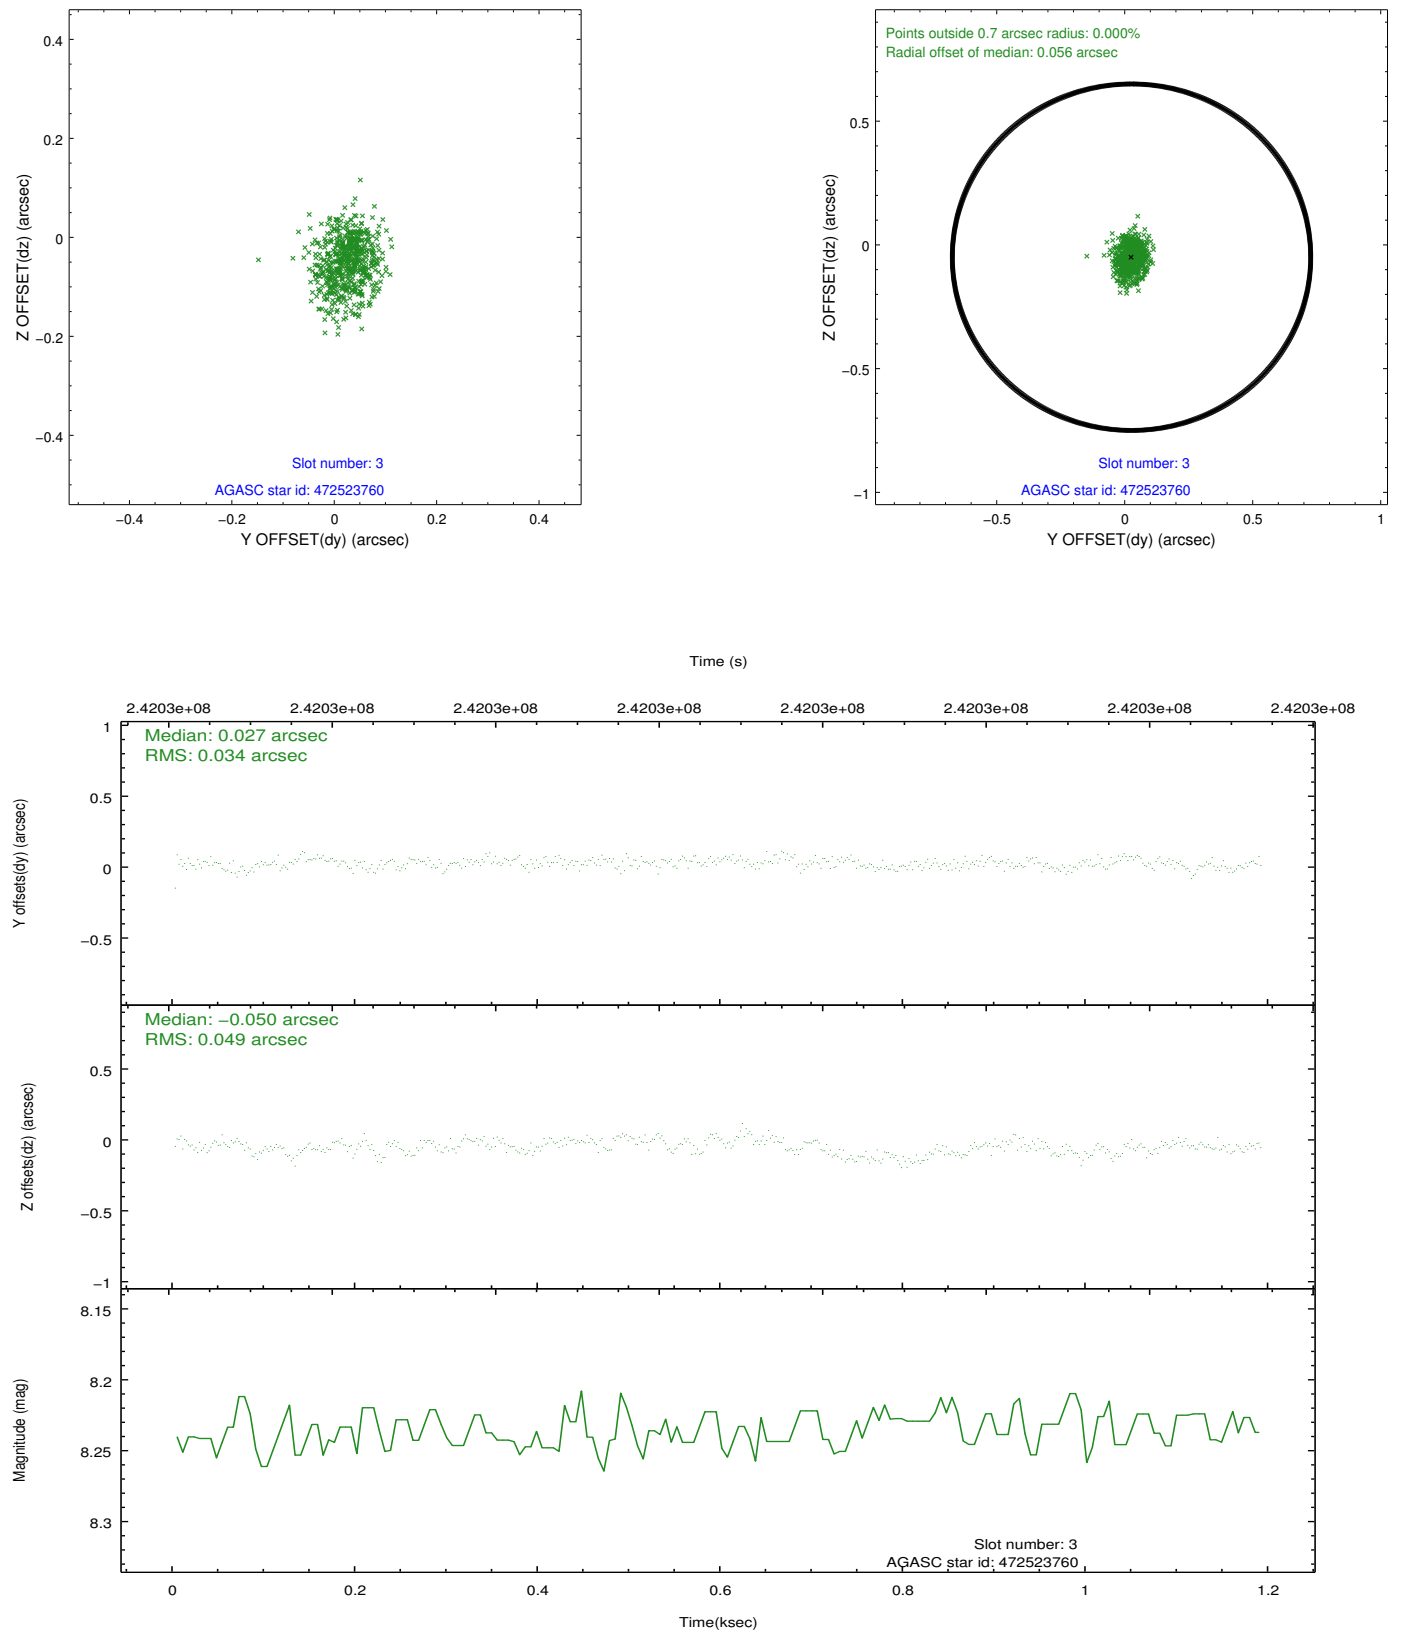 0.4
0.2
0
−0.2
−0.4
Z OFFSET(dz) (arcsec)
Slot number: 3
AGASC star id: 472523760
−0.4 −0.2 0 0.2 0.4
Y OFFSET(dy) (arcsec)
Points outside 0.7 arcsec radius: 0.000%
Radial offset of median: 0.056 arcsec
0.5
0
−0.5
−1
Z OFFSET(dz) (arcsec)
Slot number: 3
AGASC star id: 472523760
−0.5 0 0.5 1
Y OFFSET(dy) (arcsec)
Time (s)
2.4203e+08 2.4203e+08 2.4203e+08 2.4203e+08 2.4203e+08 2.4203e+08 2.4203e+08 2.4203e+08
Median: 0.027 arcsec
RMS: 0.034 arcsec
1
0.5
0
−0.5
Y offsets(dy) (arcsec)
Median: −0.050 arcsec
RMS: 0.049 arcsec
0.5
0
−0.5
−1
Z offsets(dz) (arcsec)
8.15
8.2
8.25
8.3
Magnitude (mag)
Slot number: 3
AGASC star id: 472523760
0 0.2 0.4 0.6 0.8 1 1.2
Time(ksec)